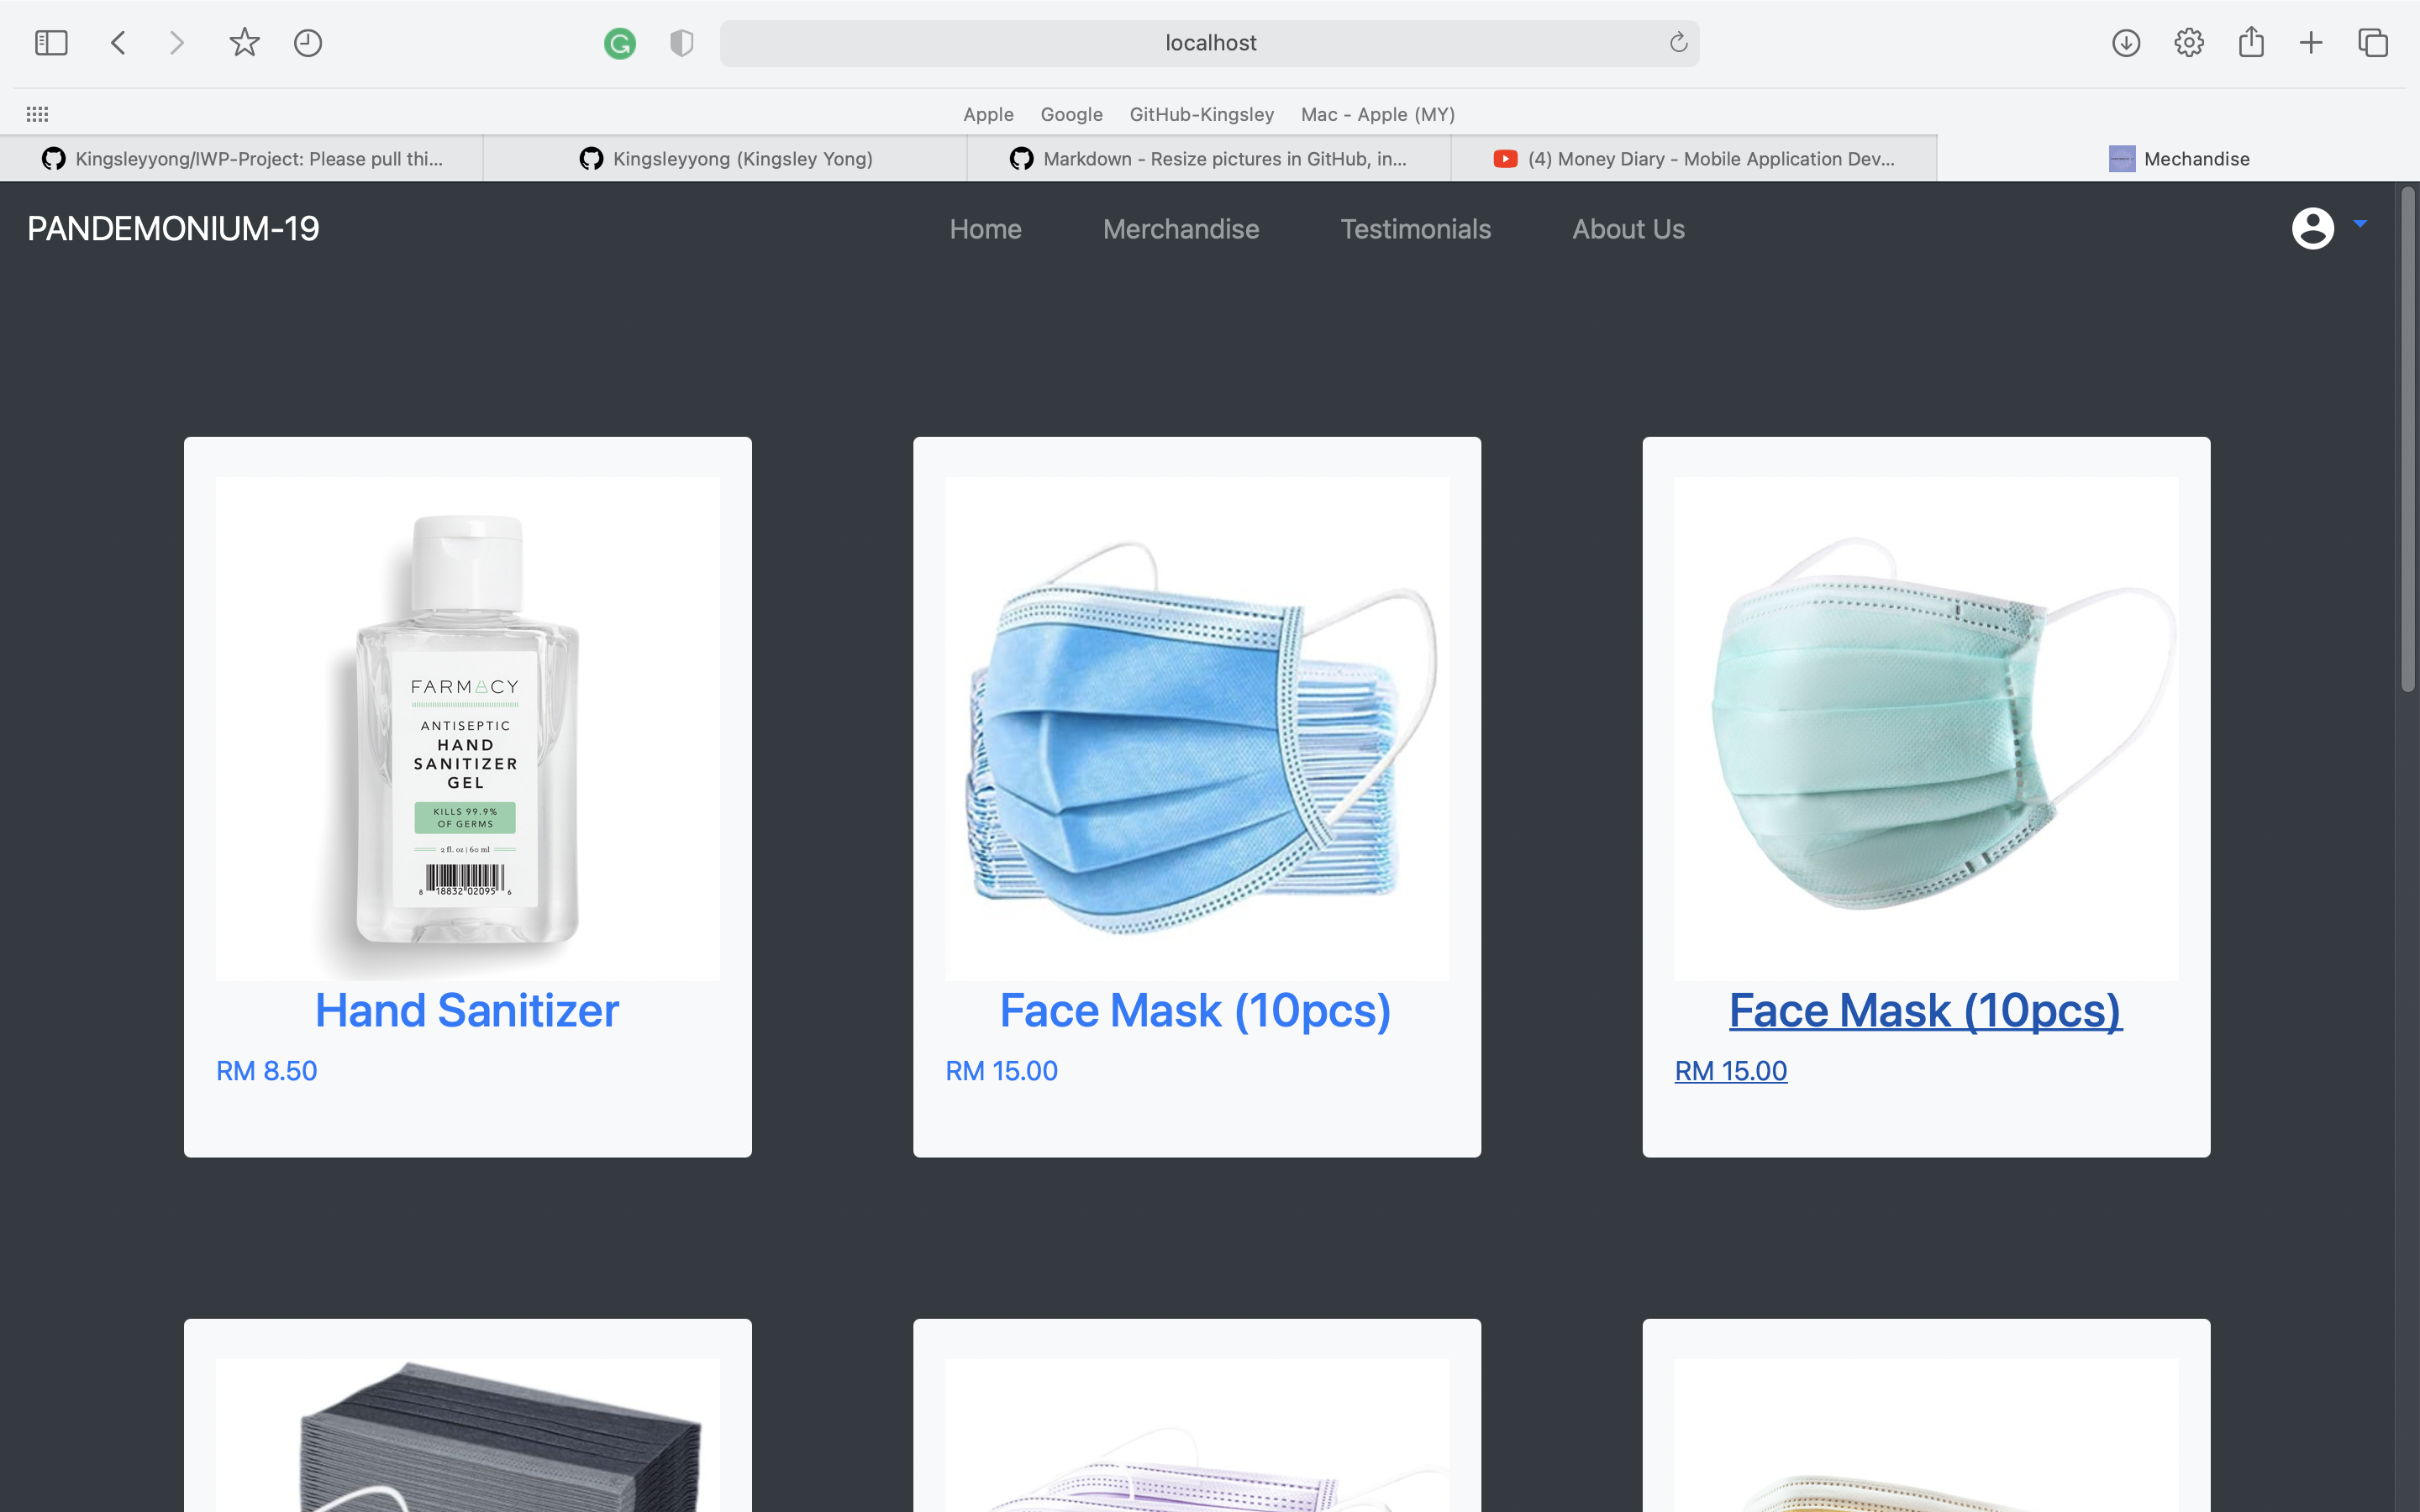 localhost
Apple Google GitHub-Kingsley Mac - Apple (MY)
Kingsleyyong/IWP-Project: Please pull thi... Kingsleyyong (Kingsley Yong) Markdown - Resize pictures in GitHub, in... (4) Money Diary - Mobile Application Dev... Mechandise
PANDEMONIUM-19 Home Merchandise Testimonials About Us
FARMACY
ANTISEPTIC
HAND
SANITIZER
GEL
KILLS 99.9%
OF GERMS
2 fl. oz | 60 ml
8 18832 02095 6
Hand Sanitizer
RM 8.50
Face Mask (10pcs)
RM 15.00
Face Mask (10pcs)
RM 15.00